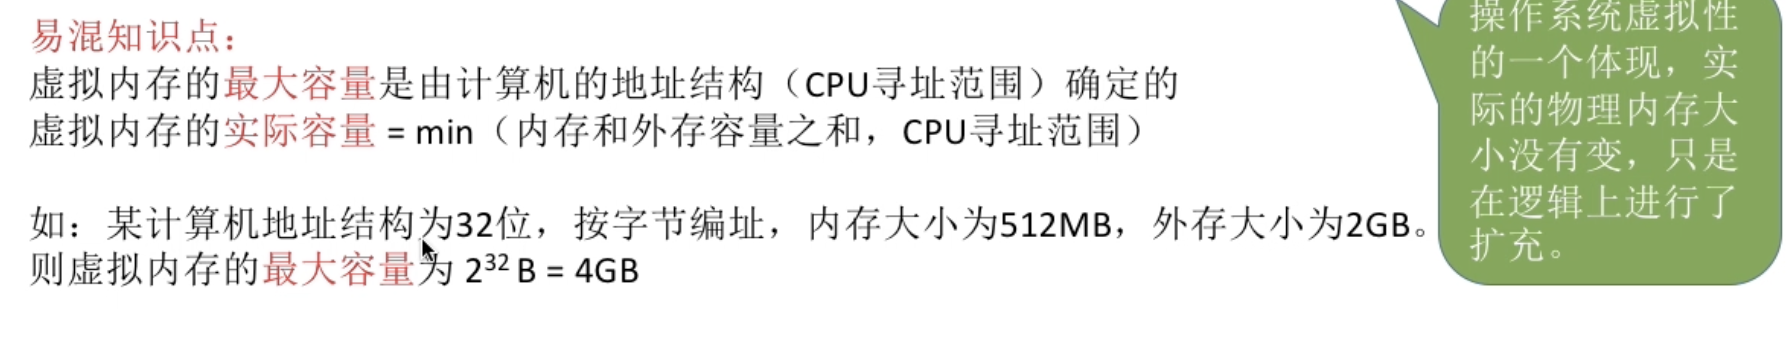 易混知识点：
虚拟内存的最大容量是由计算机的地址结构（CPU寻址范围）确定的
虚拟内存的实际容量 = min（内存和外存容量之和，CPU寻址范围）
如：某计算机地址结构为32位，按字节编址，内存大小为512MB，外存大小为2GB。
则虚拟内存的最大容量为 2³² B = 4GB
操作系统虚拟性
的一个体现，实
际的物理内存大
小没有变，只是
在逻辑上进行了
扩充。